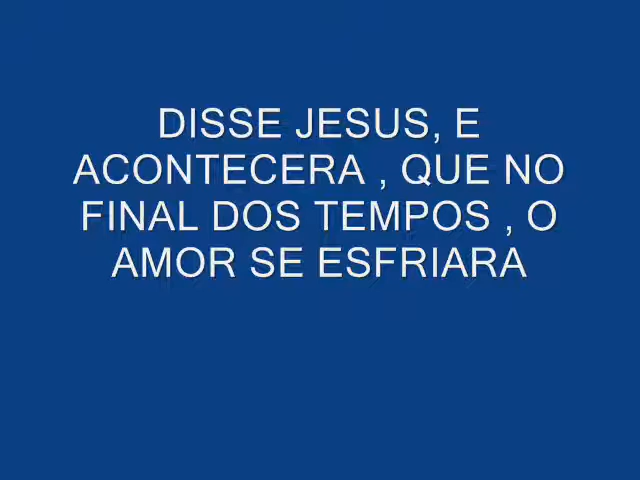 DISSE JESUS, E
ACONTECERA , QUE NO
FINAL DOS TEMPOS , O
AMOR SE ESFRIARA